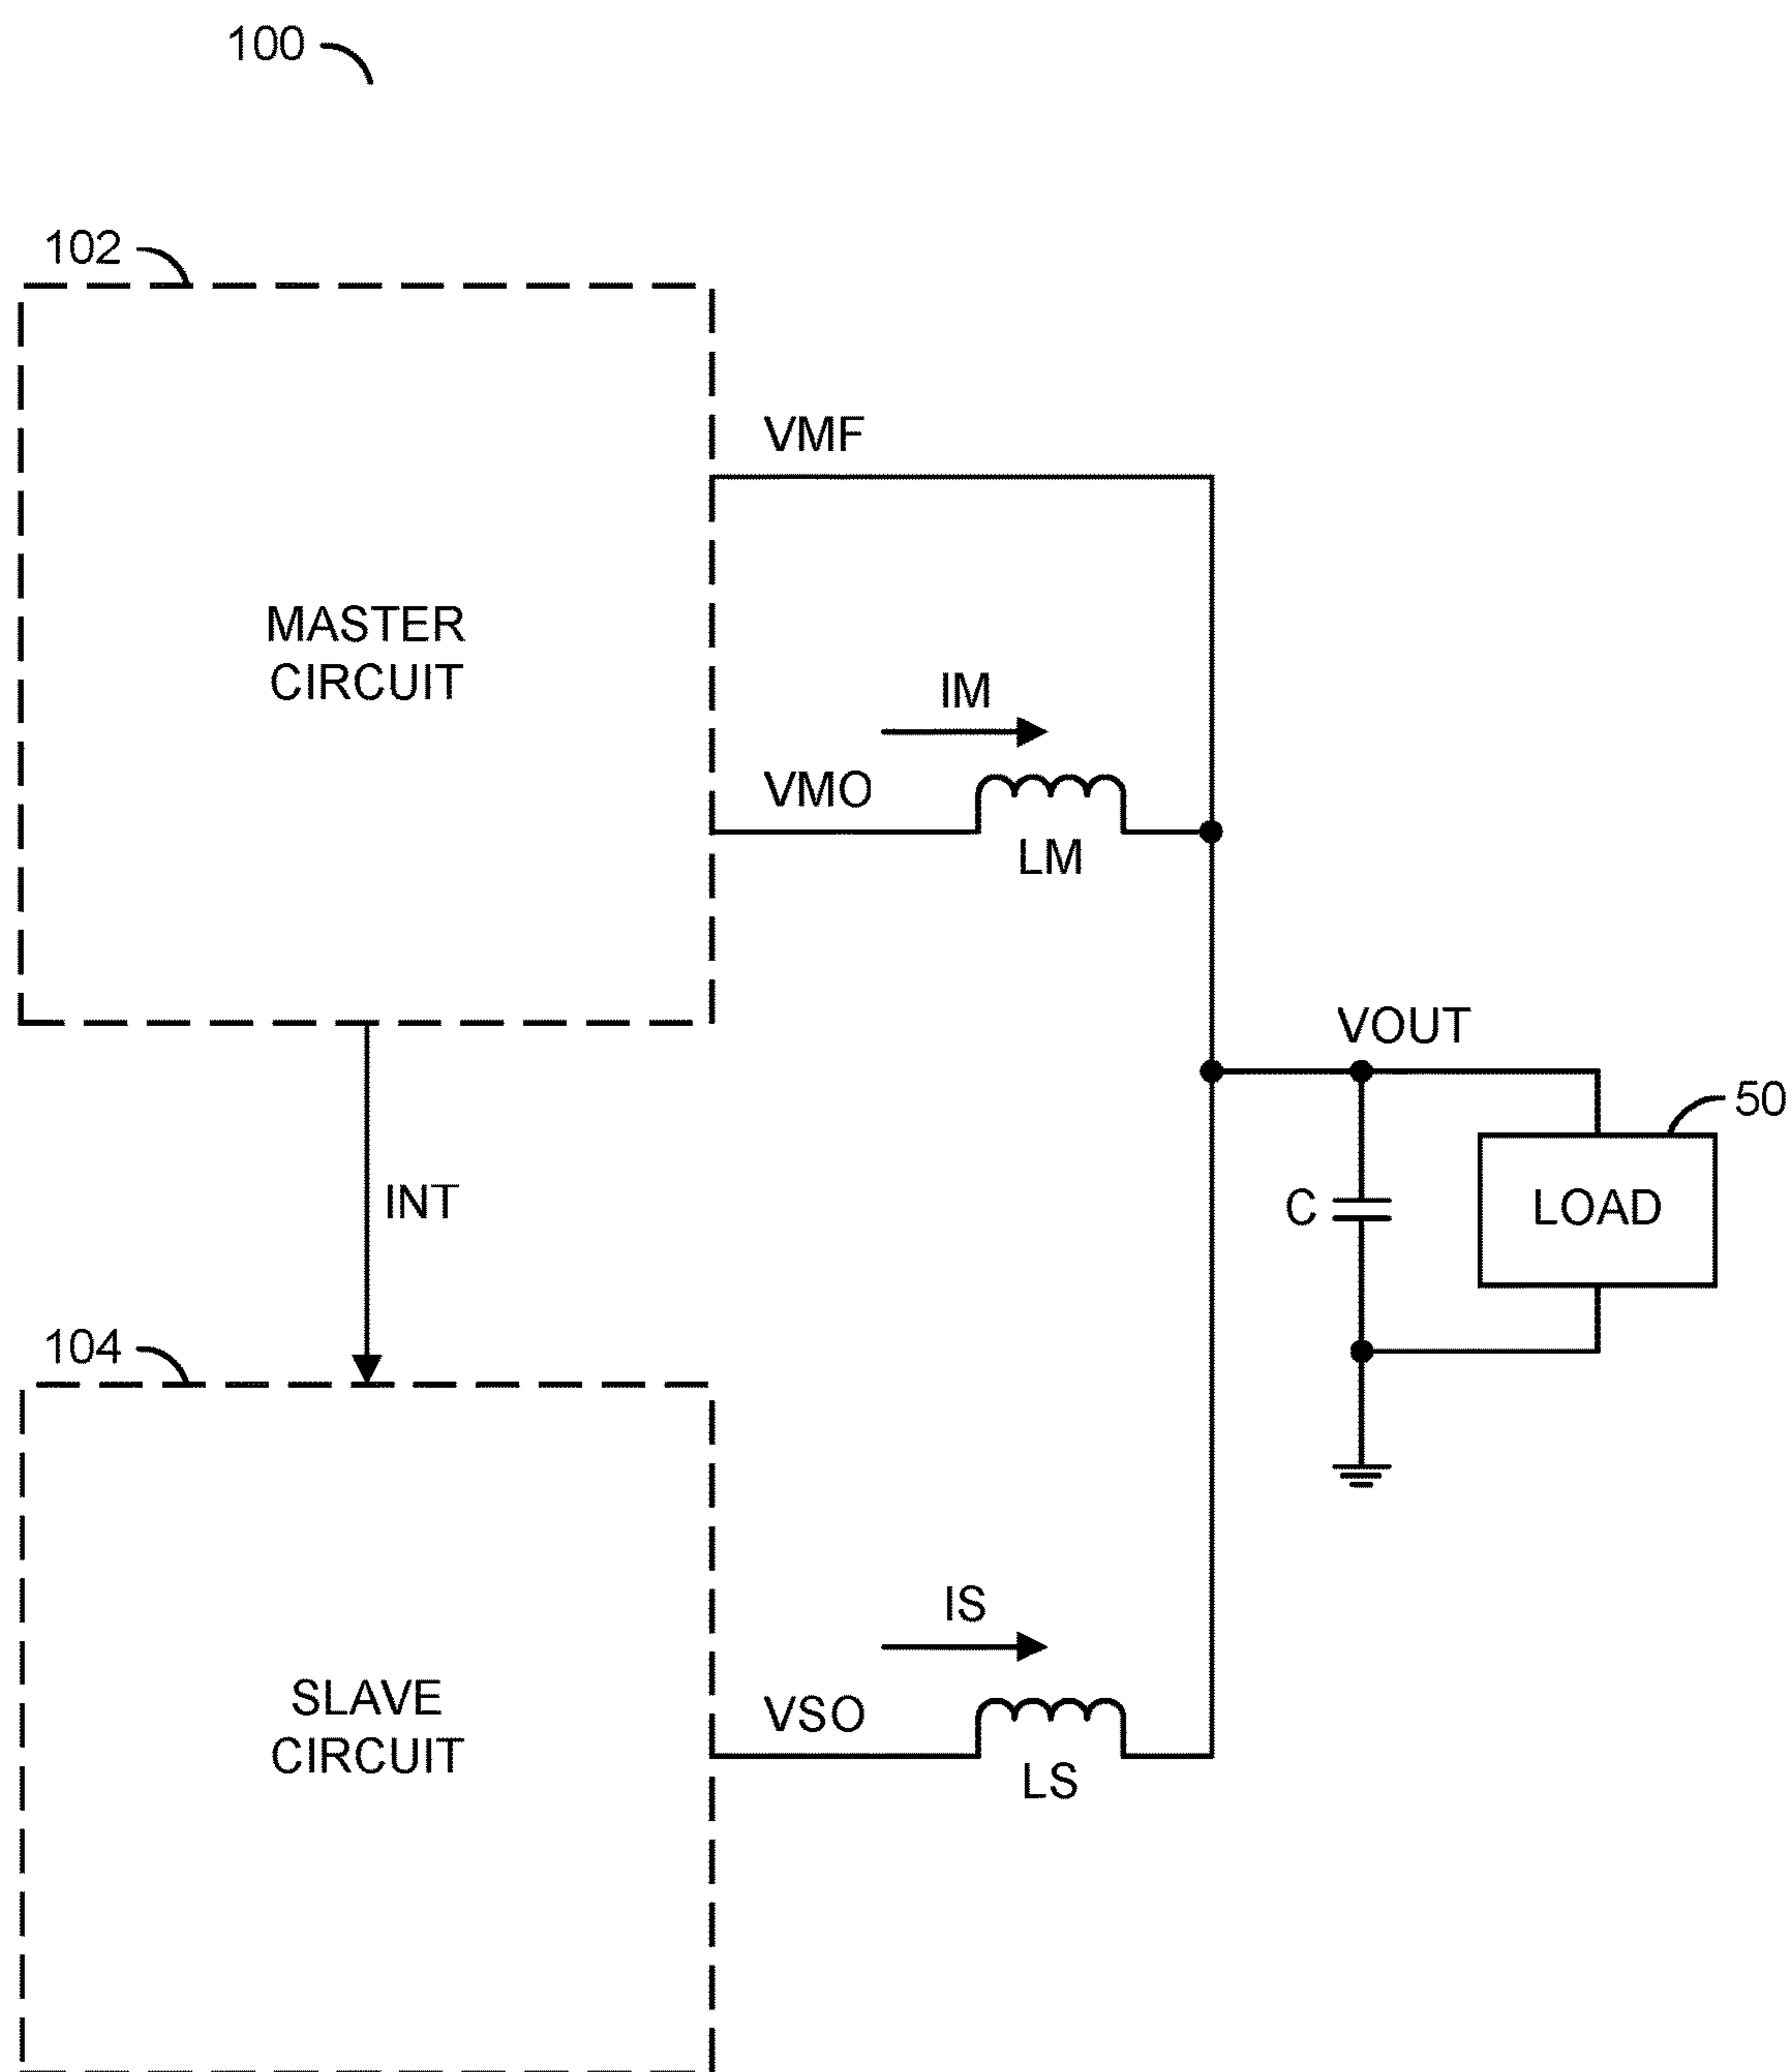 100
102
VMF
MASTER
CIRCUIT
IM
VMO
LM
VOUT
50
INT
C
LOAD
104
IS
SLAVE
CIRCUIT
VSO
LS